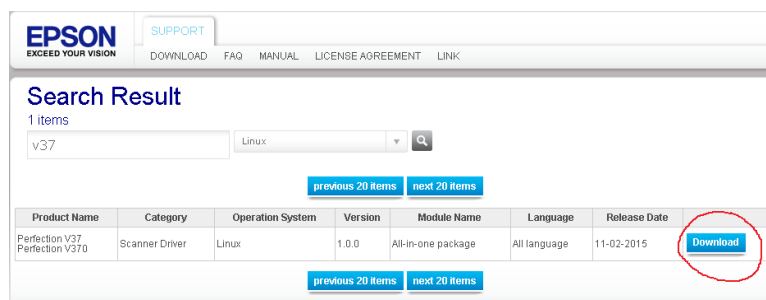 EPSON
EXCEED YOUR VISION
SUPPORT
DOWNLOAD FAQ MANUAL LICENSE AGREEMENT LINK
Search Result
1 items
v37 Linux
previous 20 items next 20 items
Product Name Category Operation System Version Module Name Language Release Date
Perfection V37
Perfection V370 Scanner Driver Linux 1.0.0 All-in-one package All language 11-02-2015 Download
previous 20 items next 20 items